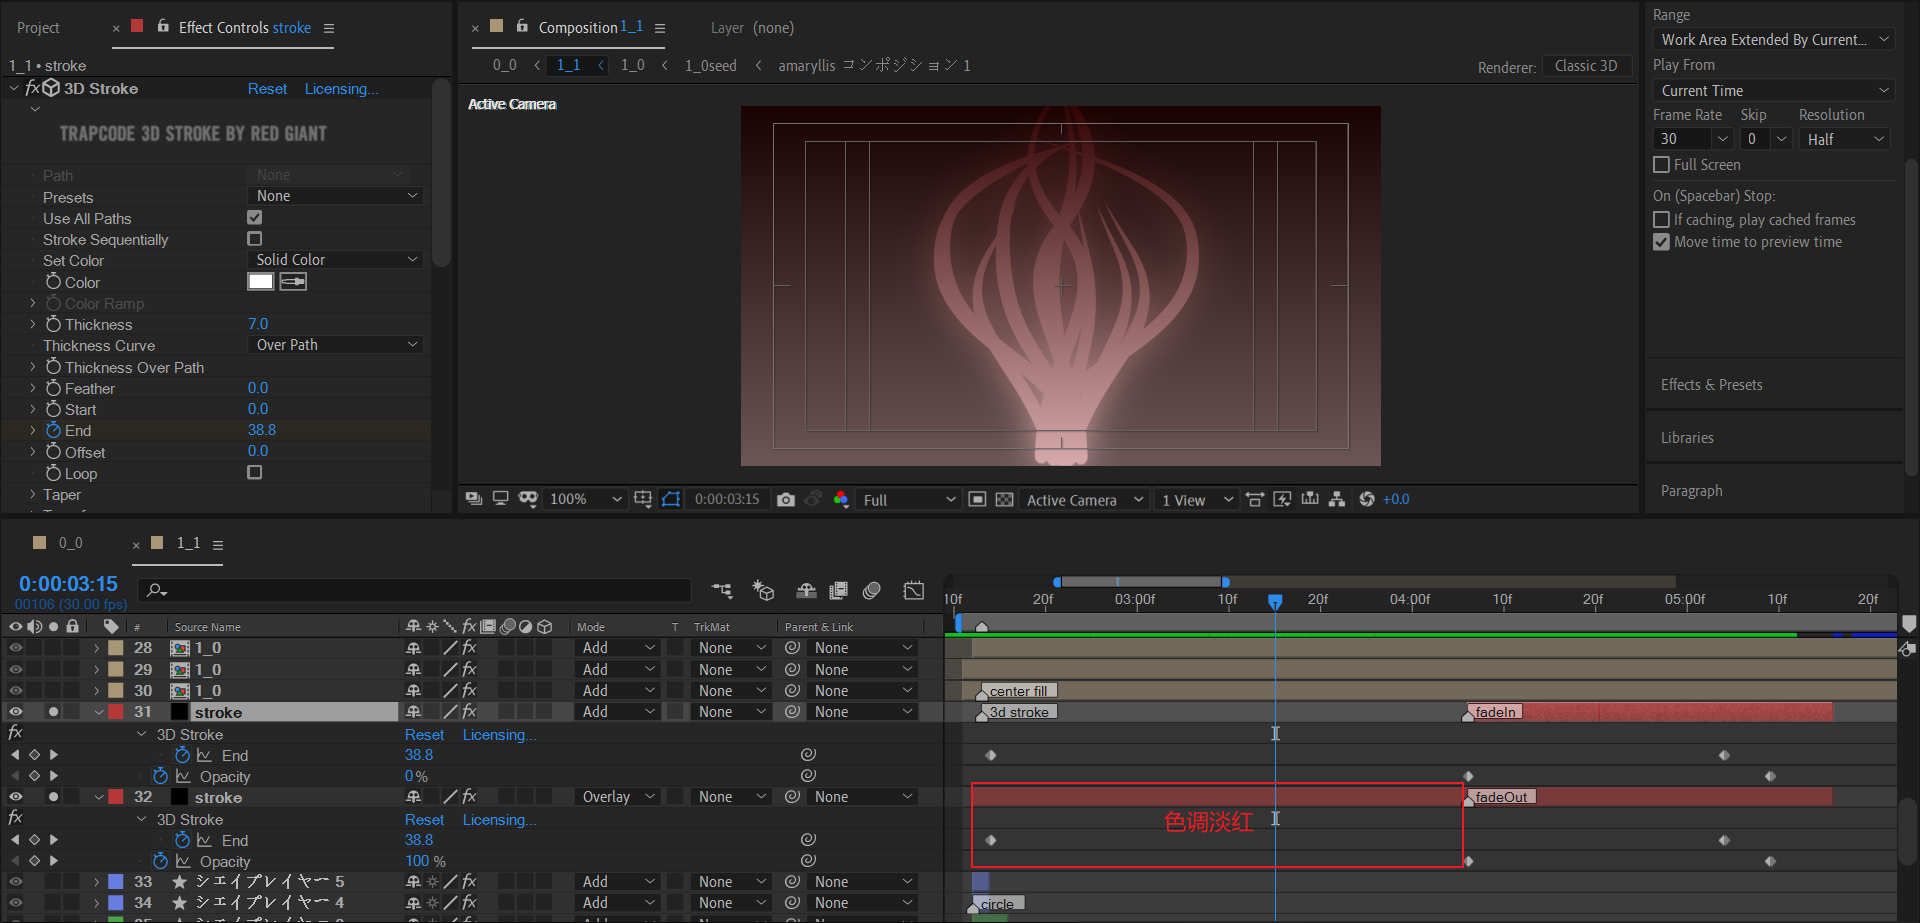 Project
× Effect Controls stroke
1_1 • stroke
fx 3D Stroke Reset Licensing...
TRAPCODE 3D STROKE BY RED GIANT
Path None
Presets None
Use All Paths
Stroke Sequentially
Set Color Solid Color
Color
Color Ramp
Thickness 7.0
Thickness Curve Over Path
Thickness Over Path
Feather 0.0
Start 0.0
End 38.8
Offset 0.0
Loop
Taper
× Composition 1_1
Layer (none)
0_0 1_1 1_0 1_0seed amaryllis コンポジション 1
Renderer: Classic 3D
Active Camera
100% 0:00:03:15 Full Active Camera 1 View +0.0
Range
Work Area Extended By Current...
Play From
Current Time
Frame Rate Skip Resolution
30 0 Half
Full Screen
On (Spacebar) Stop:
If caching, play cached frames
Move time to preview time
Effects & Presets
Libraries
Paragraph
0_0 × 1_1
0:00:03:15
00106 (30.00 fps)
10f 20f 03:00f 10f 20f 04:00f 10f 20f 05:00f 10f 20f
# Source Name fx Mode T TrkMat Parent & Link
28 1_0 fx Add None None
29 1_0 fx Add None None
30 1_0 fx Add None None center fill
31 stroke fx Add None None 3d stroke fadeIn
fx 3D Stroke Reset Licensing...
End 38.8
Opacity 0 %
32 stroke fx Overlay None None fadeOut
fx 3D Stroke Reset Licensing...
色调淡红
End 38.8
Opacity 100 %
33 シェイプレイヤー 5 fx Add None None
34 シェイプレイヤー 4 fx Add None None circle